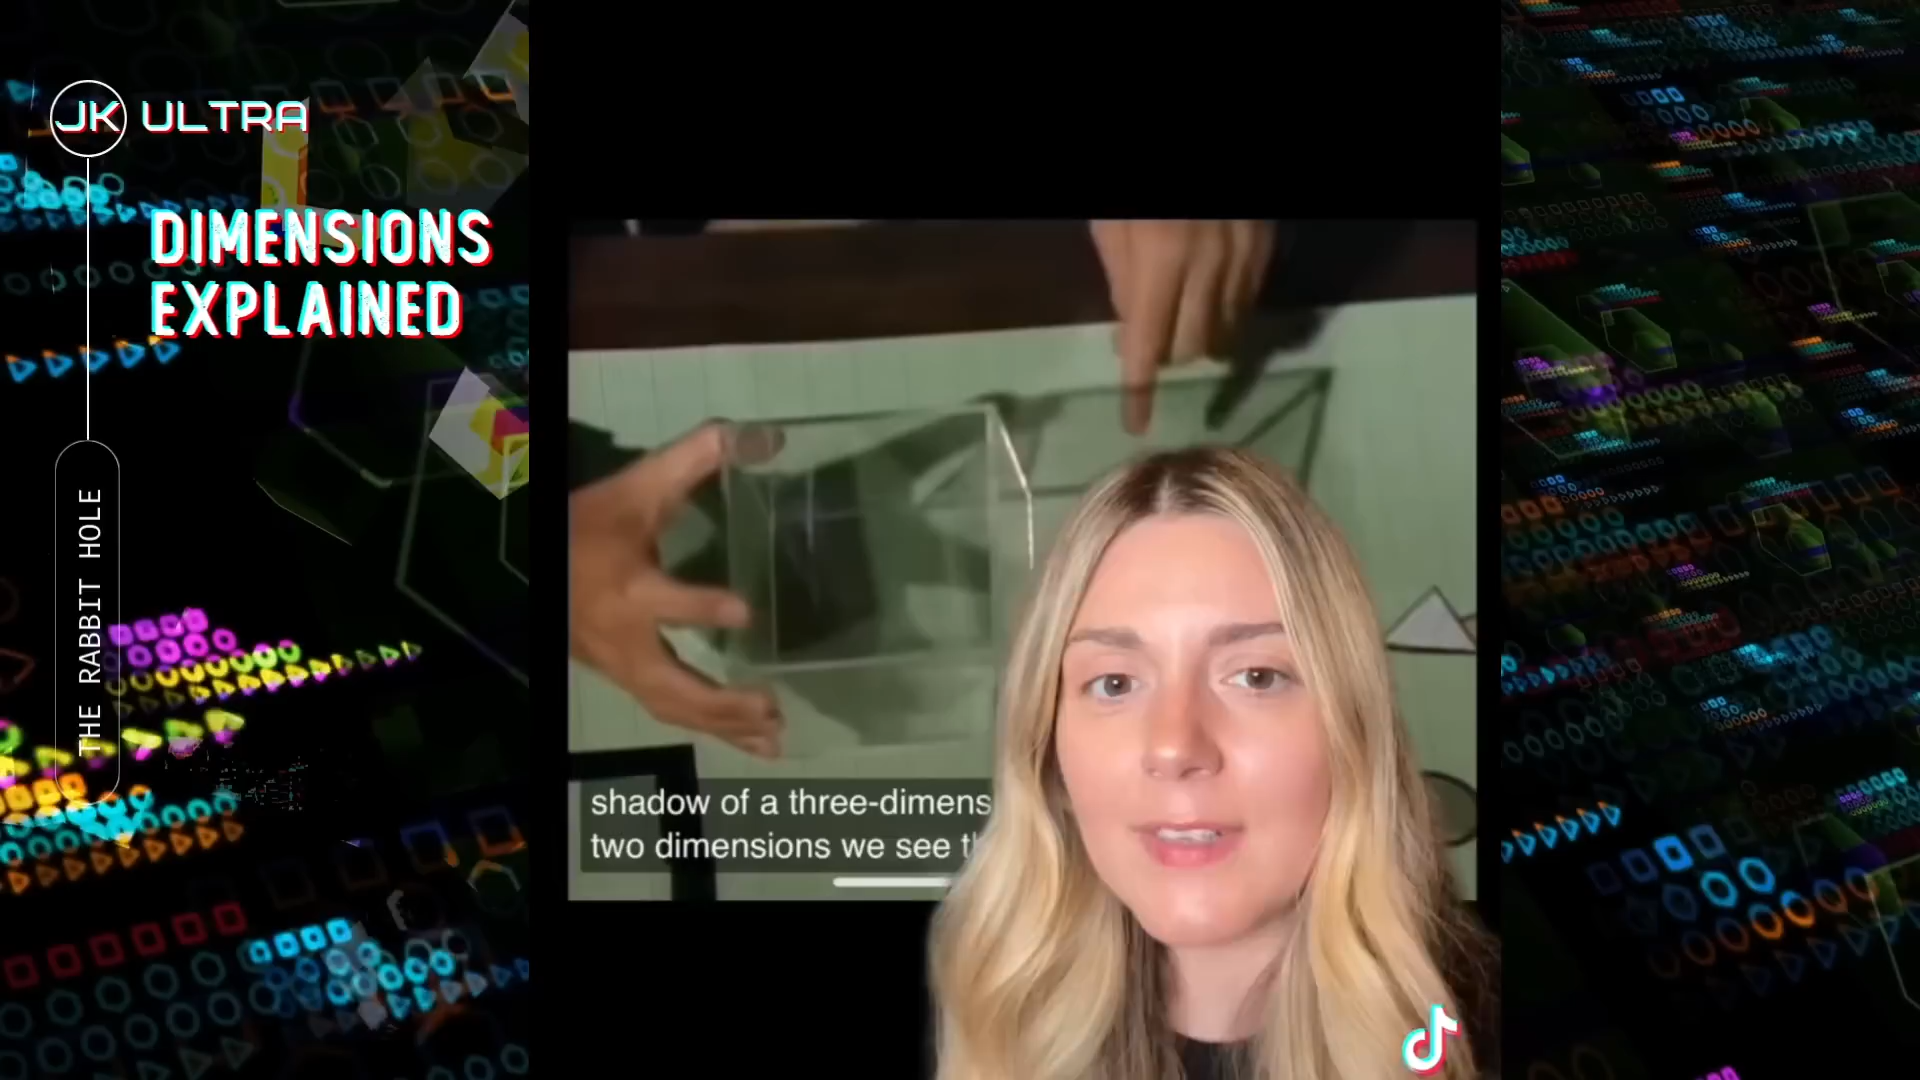 JK ULTRA
DIMENSIONS
EXPLAINED
THE RABBIT HOLE
shadow of a three-dimens
two dimensions we see